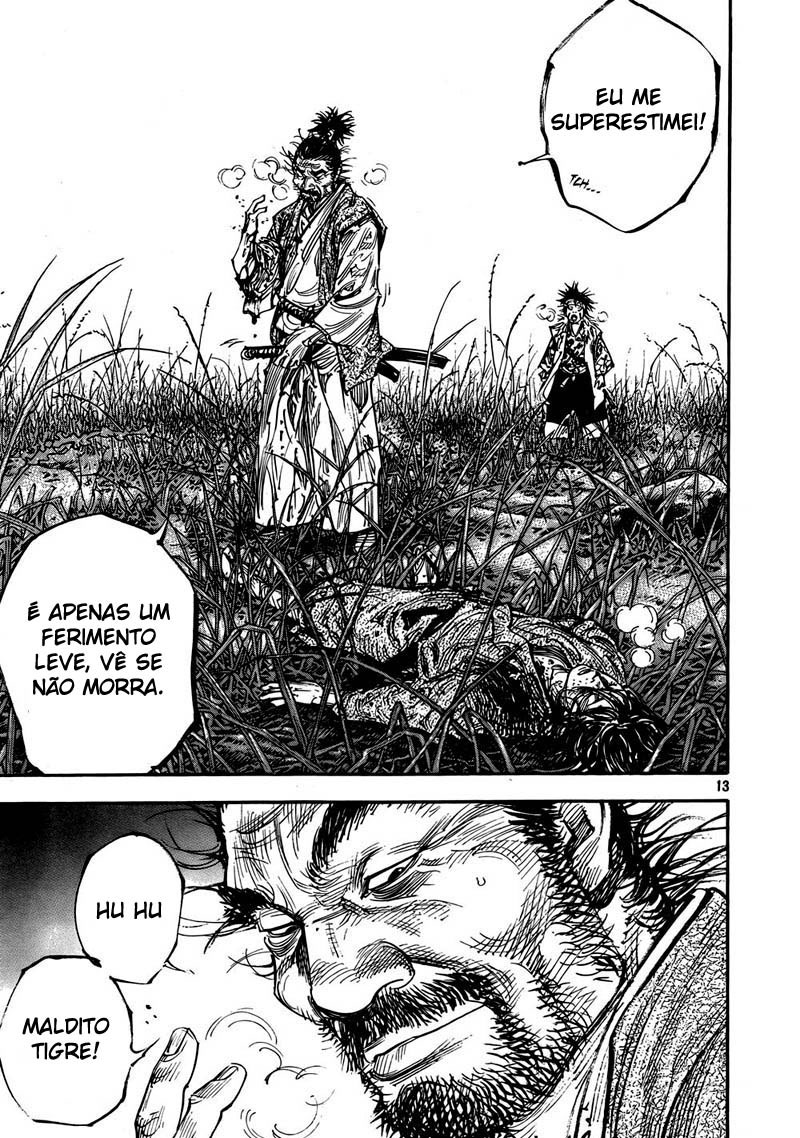 EU ME
SUPERESTIMEI!
TCH...
É APENAS UM
FERIMENTO
LEVE, VÊ SE
NÃO MORRA.
13
HU HU
MALDITO
TIGRE!